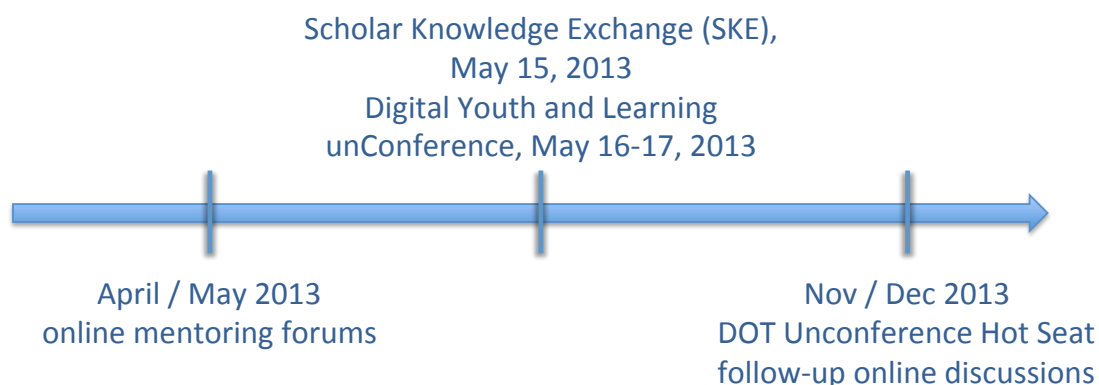 Scholar Knowledge Exchange (SKE),
May 15, 2013
Digital Youth and Learning
unConference, May 16-17, 2013
April / May 2013
online mentoring forums
Nov / Dec 2013
DOT Unconference Hot Seat
follow-up online discussions